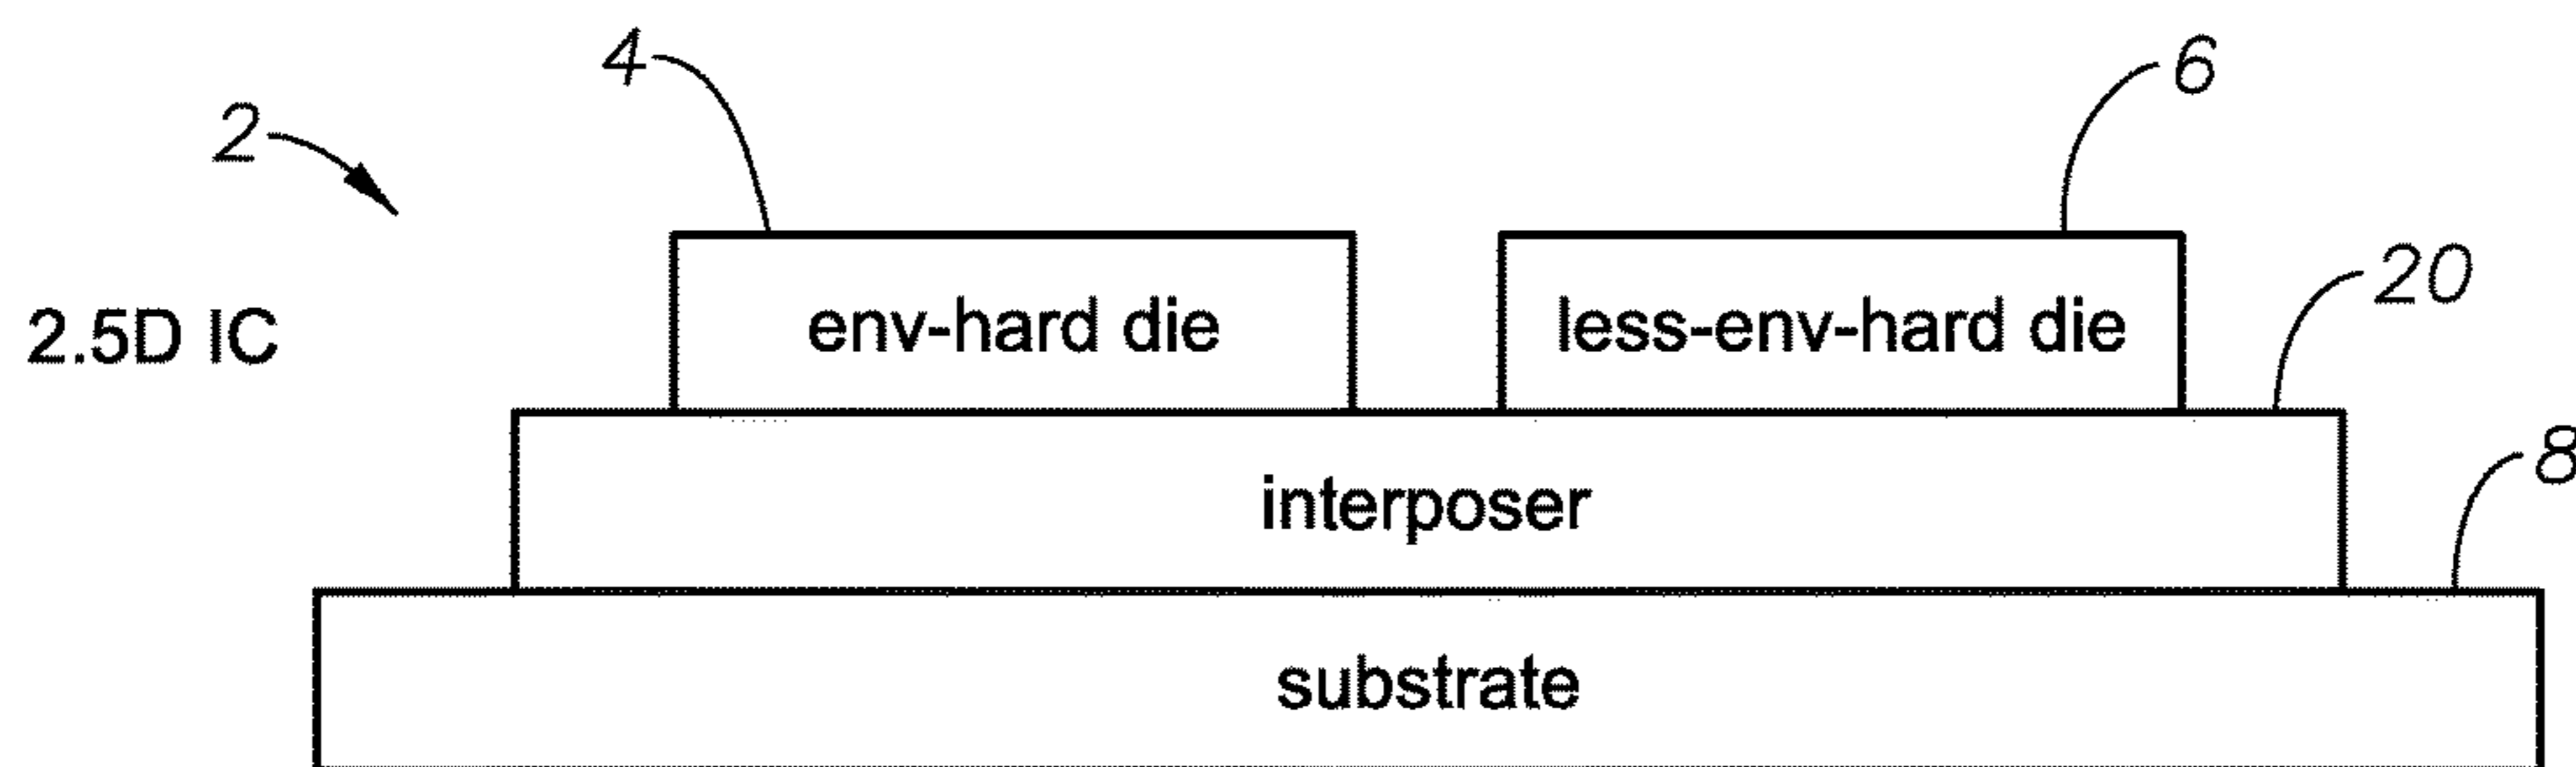 4
6
2
20
2.5D IC
env-hard die
less-env-hard die
8
interposer
substrate